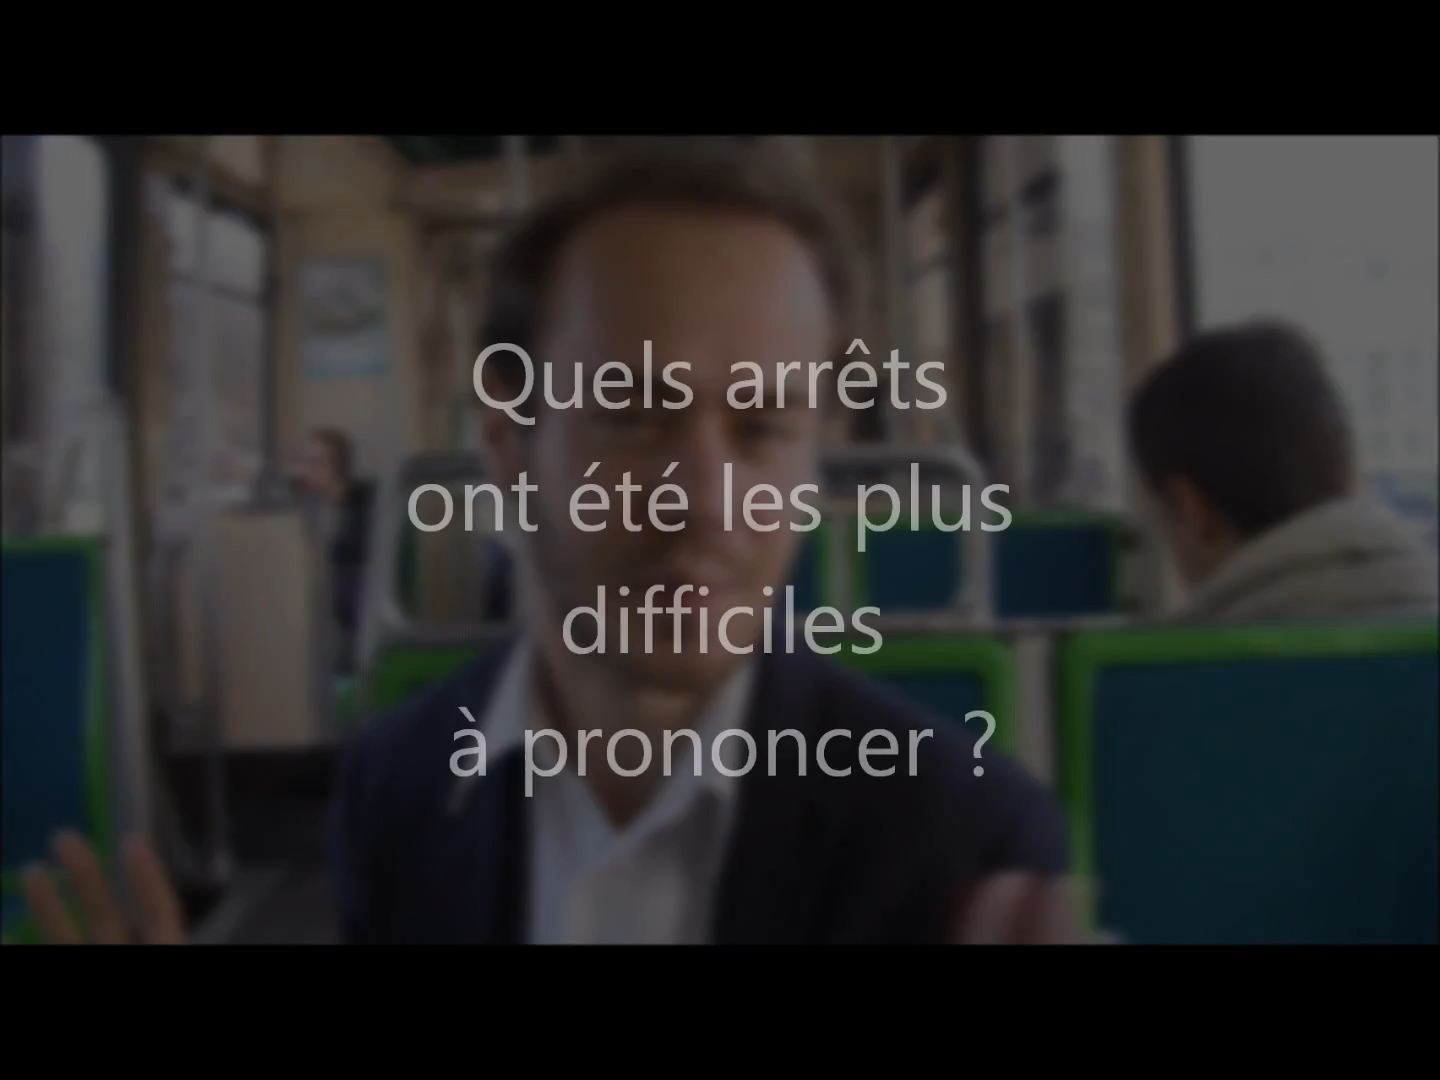 Quels arrêts
ont été les plus
difficiles
à prononcer ?